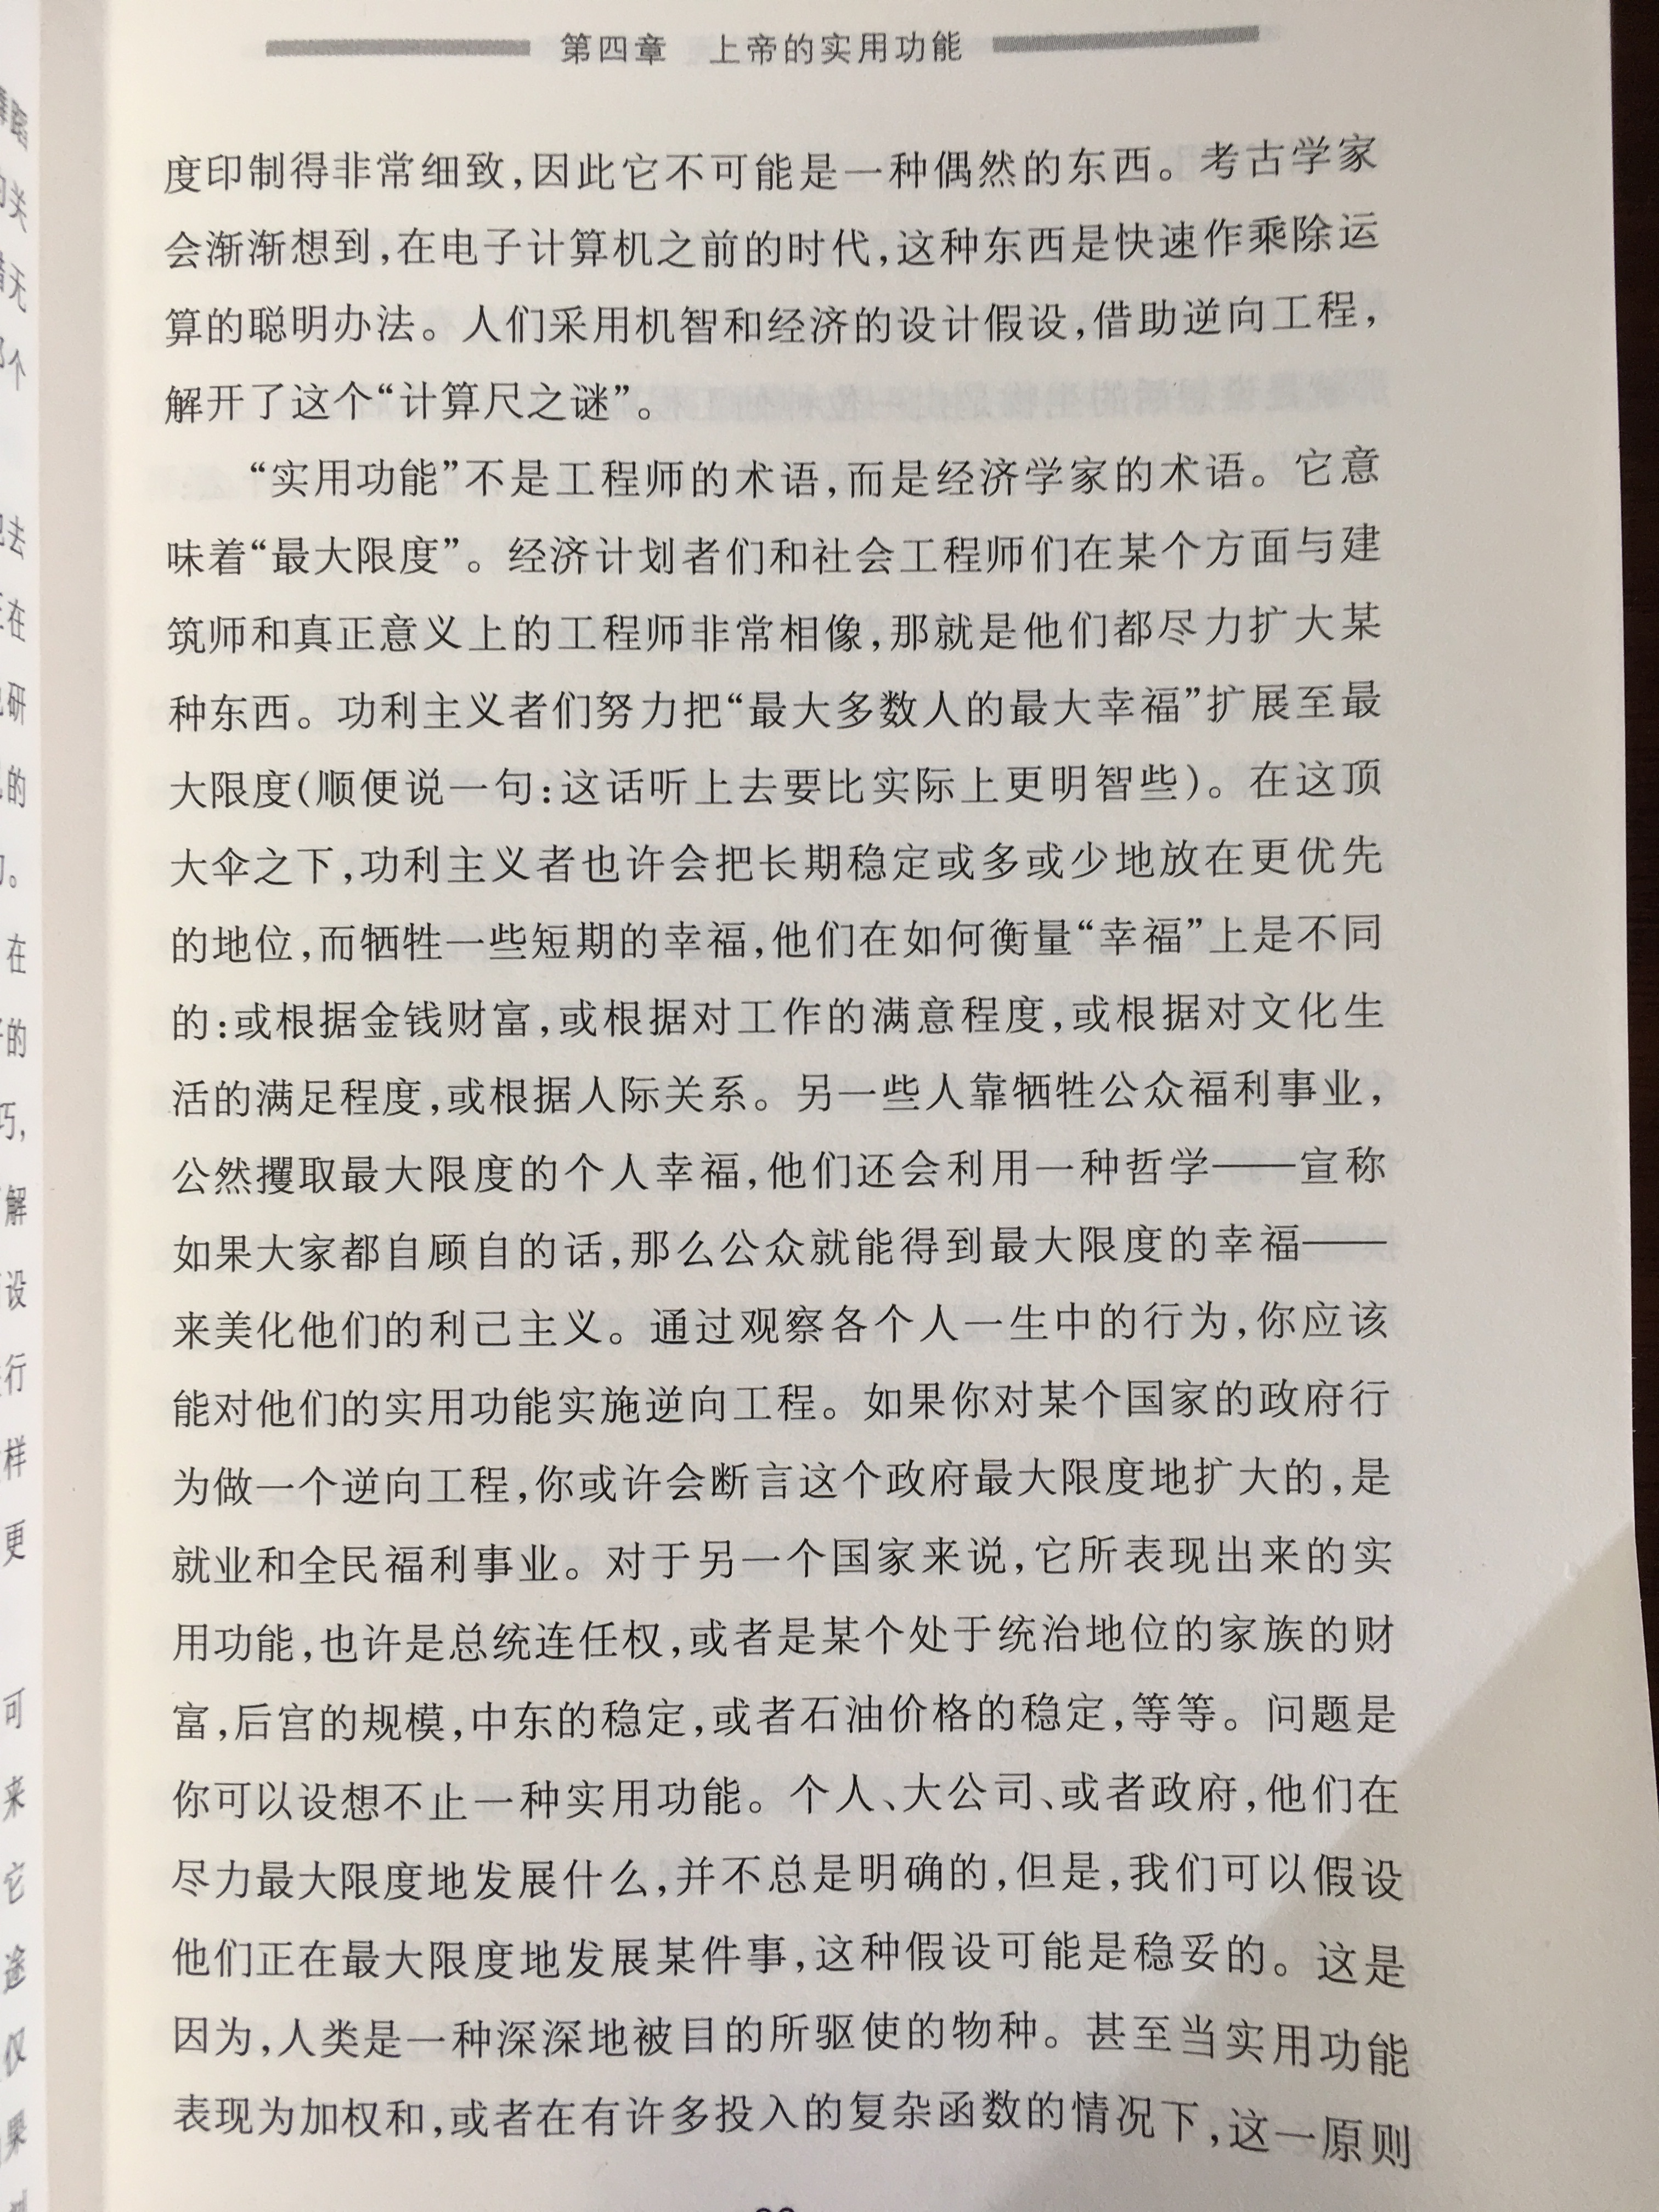 第四章　上帝的实用功能
度印制得非常细致,因此它不可能是一种偶然的东西。考古学家
会渐渐想到,在电子计算机之前的时代,这种东西是快速作乘除运
算的聪明办法。人们采用机智和经济的设计假设,借助逆向工程,
解开了这个“计算尺之谜”。
“实用功能”不是工程师的术语,而是经济学家的术语。它意
味着“最大限度”。经济计划者们和社会工程师们在某个方面与建
筑师和真正意义上的工程师非常相像,那就是他们都尽力扩大某
种东西。功利主义者们努力把“最大多数人的最大幸福”扩展至最
大限度(顺便说一句:这话听上去要比实际上更明智些)。在这顶
大伞之下,功利主义者也许会把长期稳定或多或少地放在更优先
的地位,而牺牲一些短期的幸福,他们在如何衡量“幸福”上是不同
的:或根据金钱财富,或根据对工作的满意程度,或根据对文化生
活的满足程度,或根据人际关系。另一些人靠牺牲公众福利事业,
公然攫取最大限度的个人幸福,他们还会利用一种哲学——宣称
如果大家都自顾自的话,那么公众就能得到最大限度的幸福——
来美化他们的利己主义。通过观察各个人一生中的行为,你应该
能对他们的实用功能实施逆向工程。如果你对某个国家的政府行
为做一个逆向工程,你或许会断言这个政府最大限度地扩大的,是
就业和全民福利事业。对于另一个国家来说,它所表现出来的实
用功能,也许是总统连任权,或者是某个处于统治地位的家族的财
富,后宫的规模,中东的稳定,或者石油价格的稳定,等等。问题是
你可以设想不止一种实用功能。个人、大公司、或者政府,他们在
尽力最大限度地发展什么,并不总是明确的,但是,我们可以假设
他们正在最大限度地发展某件事,这种假设可能是稳妥的。这是
因为,人类是一种深深地被目的所驱使的物种。甚至当实用功能
表现为加权和,或者在有许多投入的复杂函数的情况下,这一原则